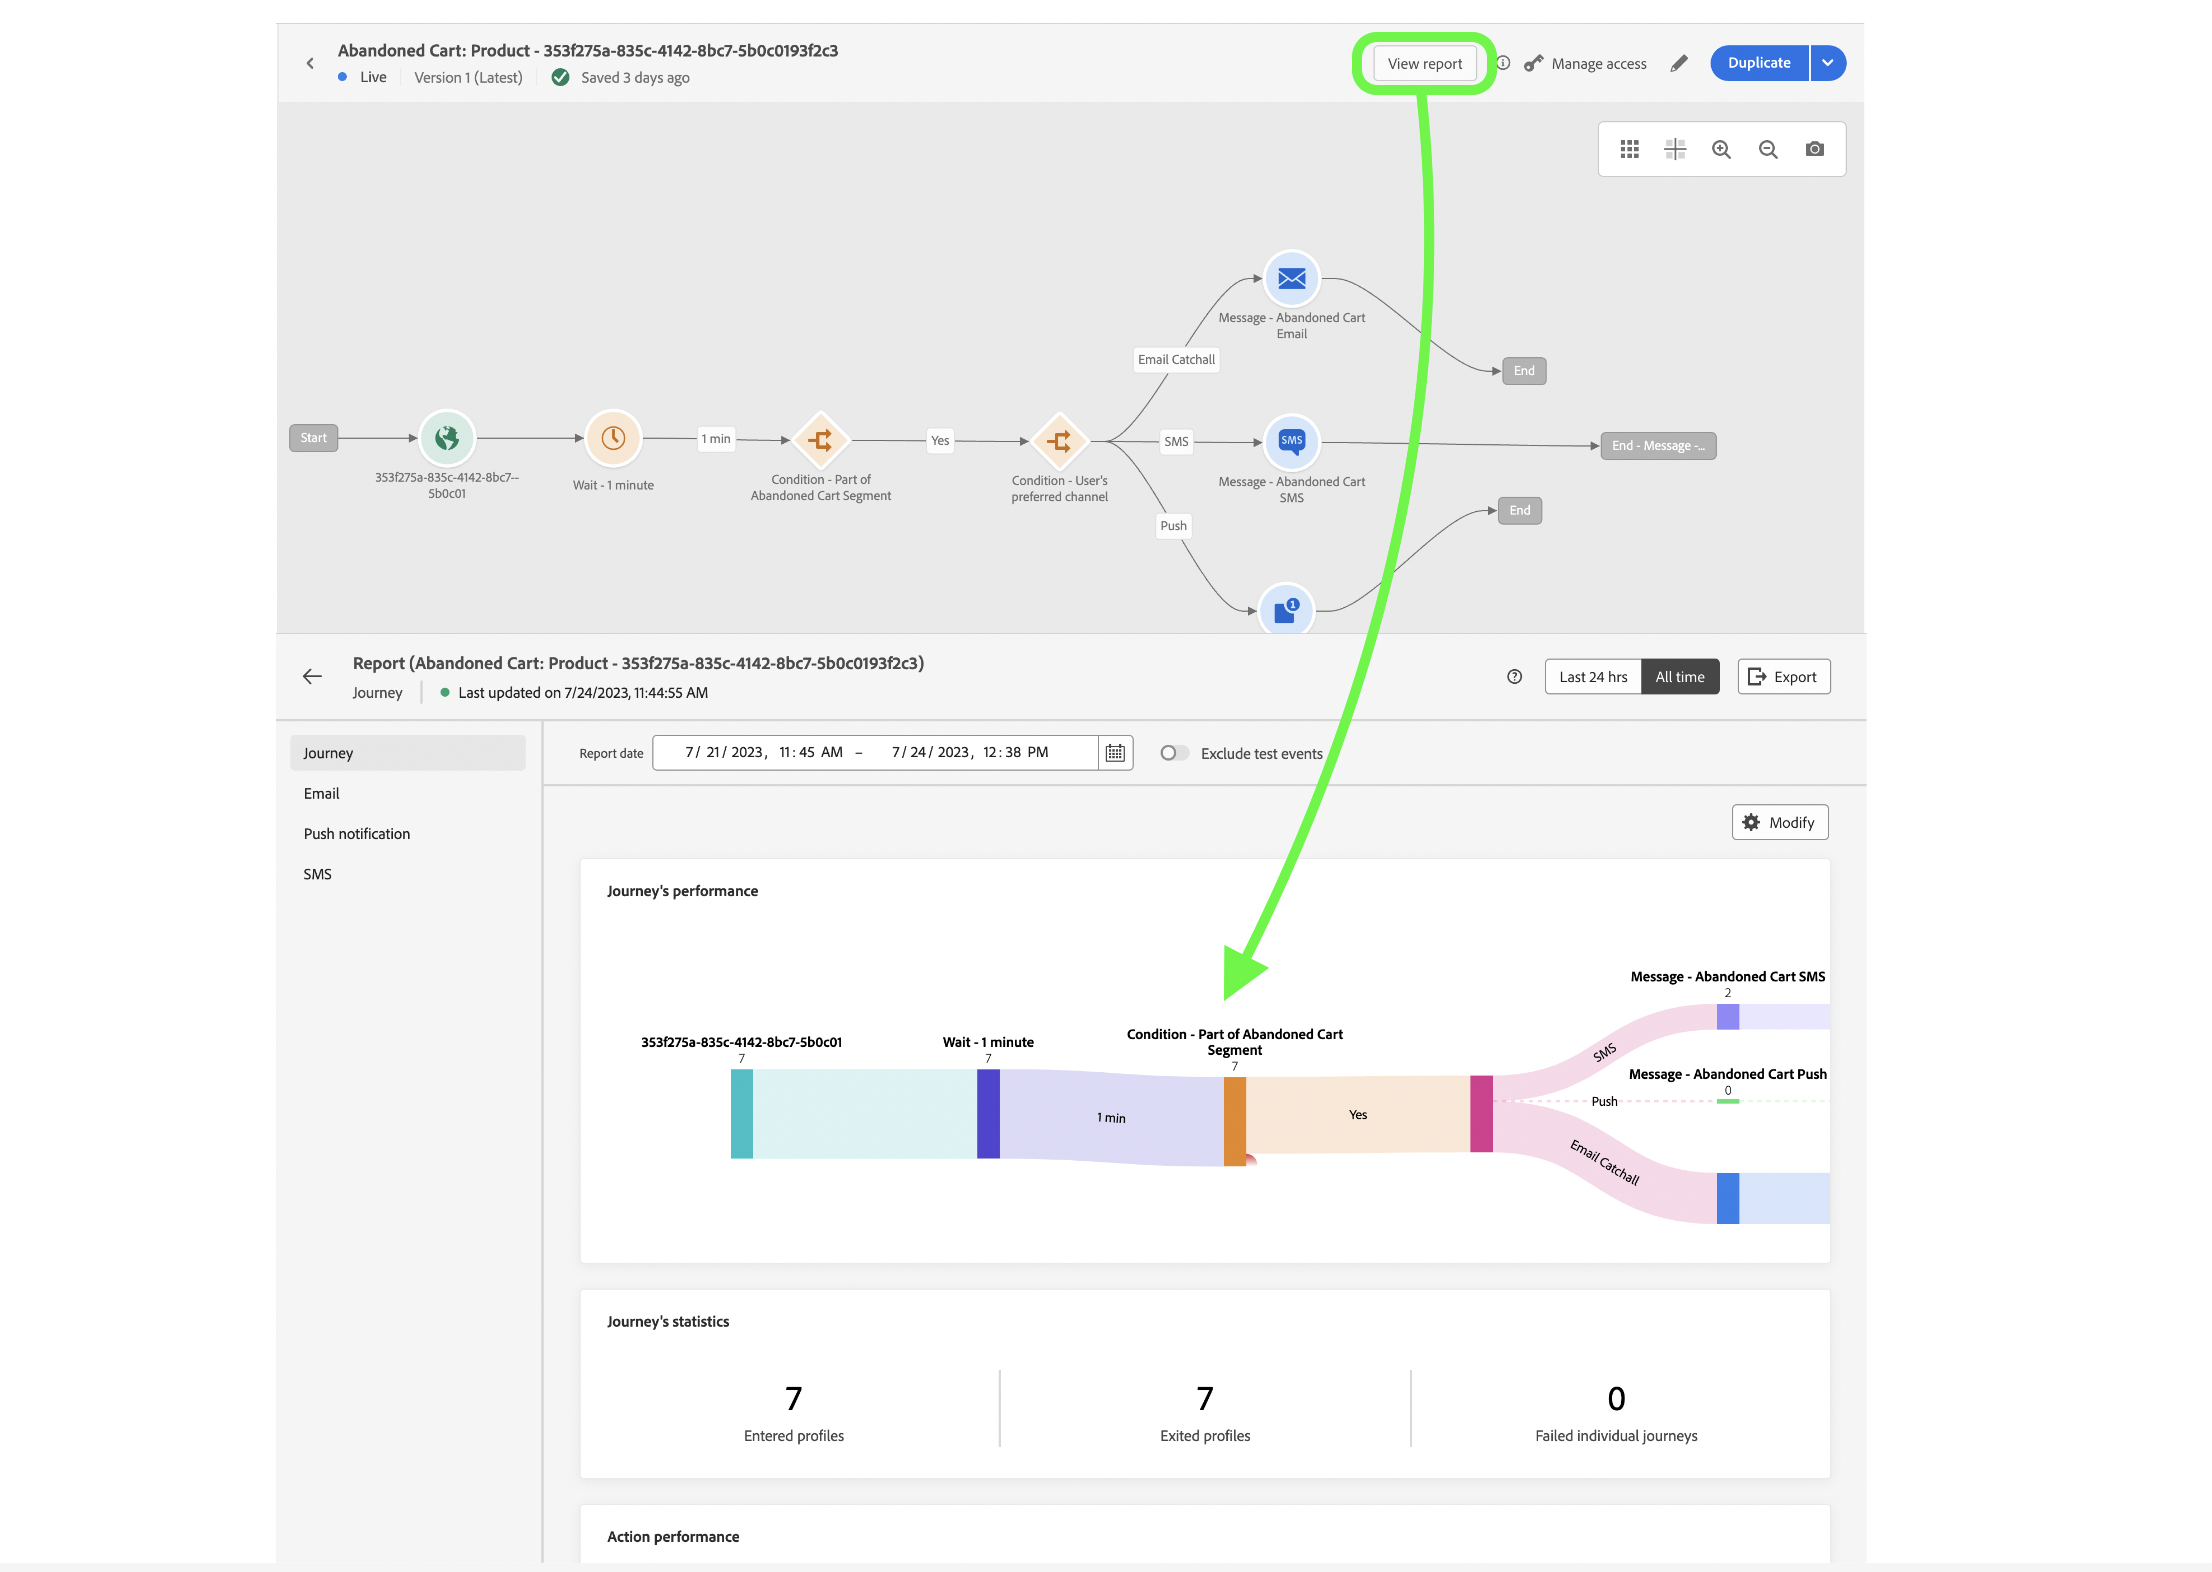 Abandoned Cart: Product - 353f275a-835c-4142-8bc7-5b0c0193f2c3
Live
Version 1 (Latest)
Saved 3 days ago
View report
Manage access
Duplicate
Message - Abandoned Cart
Email
Email Catchall
End
Start
353f275a-835c-4142-8bc7--
5b0c01
Wait - 1 minute
1 min
Condition - Part of
Abandoned Cart Segment
Yes
Condition - User's
preferred channel
SMS
SMS
Message - Abandoned Cart
SMS
End - Message -...
Push
End
1
Report (Abandoned Cart: Product - 353f275a-835c-4142-8bc7-5b0c0193f2c3)
Journey
Last updated on 7/24/2023, 11:44:55 AM
Last 24 hrs
All time
Export
Journey
Email
Push notification
SMS
Report date
7/ 21/ 2023, 11:45 AM – 7/ 24/ 2023, 12:38 PM
Exclude test events
Modify
Journey's performance
353f275a-835c-4142-8bc7-5b0c01
7
Wait - 1 minute
7
1 min
Condition - Part of Abandoned Cart
Segment
7
Yes
Message - Abandoned Cart SMS
2
SMS
Message - Abandoned Cart Push
0
Push
Email Catchall
Journey's statistics
7
Entered profiles
7
Exited profiles
0
Failed individual journeys
Action performance